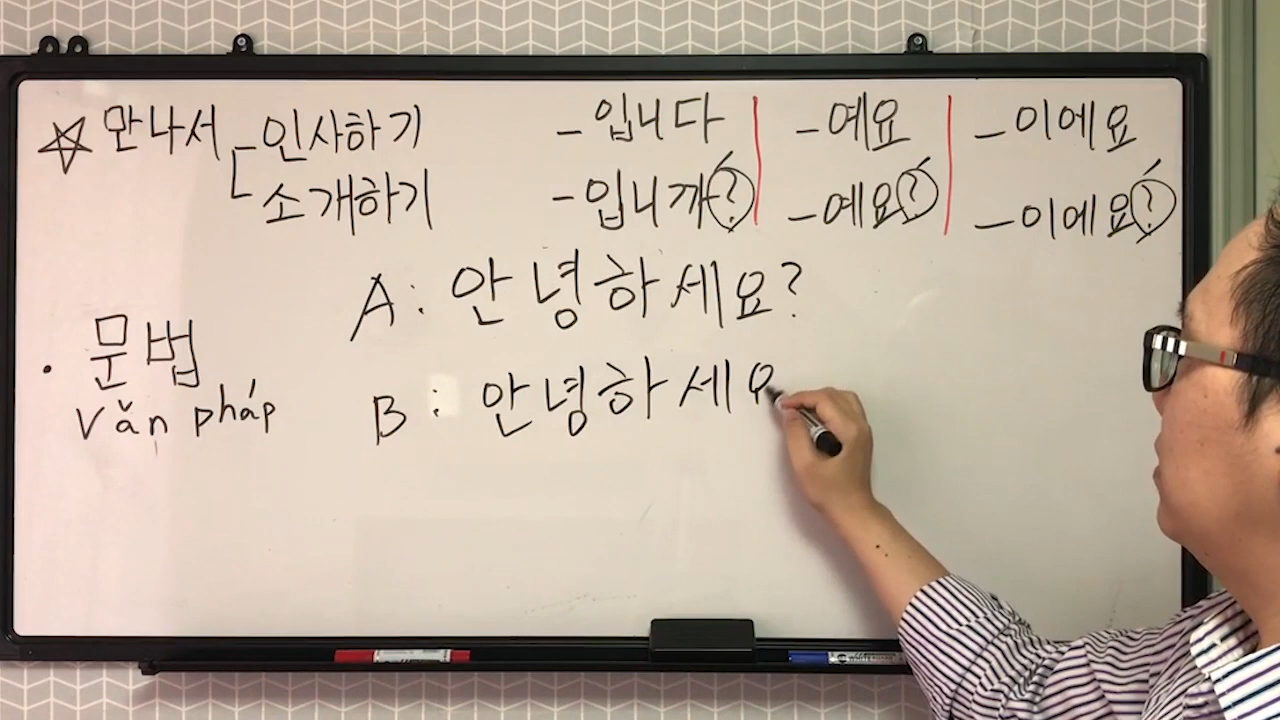 ☆ 만나서 - 인사하기
소개하기
-입니다 | -예요 | -이에요
-입니까? | -예요? | -이에요?
A: 안녕하세요?
B: 안녕하세요
• 문법
văn pháp